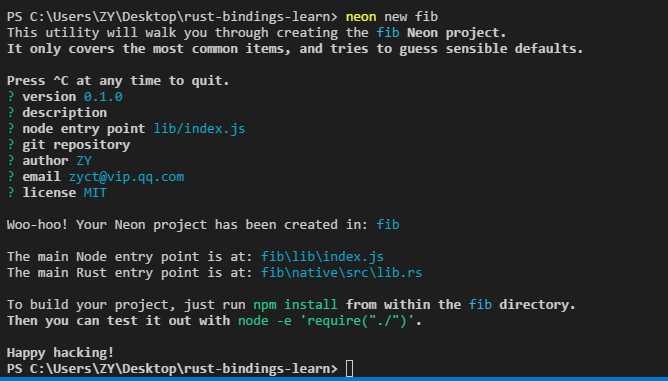 PS C:\Users\ZY\Desktop\rust-bindings-learn> neon new fib
This utility will walk you through creating the fib Neon project.
It only covers the most common items, and tries to guess sensible defaults.
Press ^C at any time to quit.
? version 0.1.0
? description
? node entry point lib/index.js
? git repository
? author ZY
? email zyct@vip.qq.com
? license MIT
Woo-hoo! Your Neon project has been created in: fib
The main Node entry point is at: fib\lib\index.js
The main Rust entry point is at: fib\native\src\lib.rs
To build your project, just run npm install from within the fib directory.
Then you can test it out with node -e 'require("./")'.
Happy hacking!
PS C:\Users\ZY\Desktop\rust-bindings-learn>